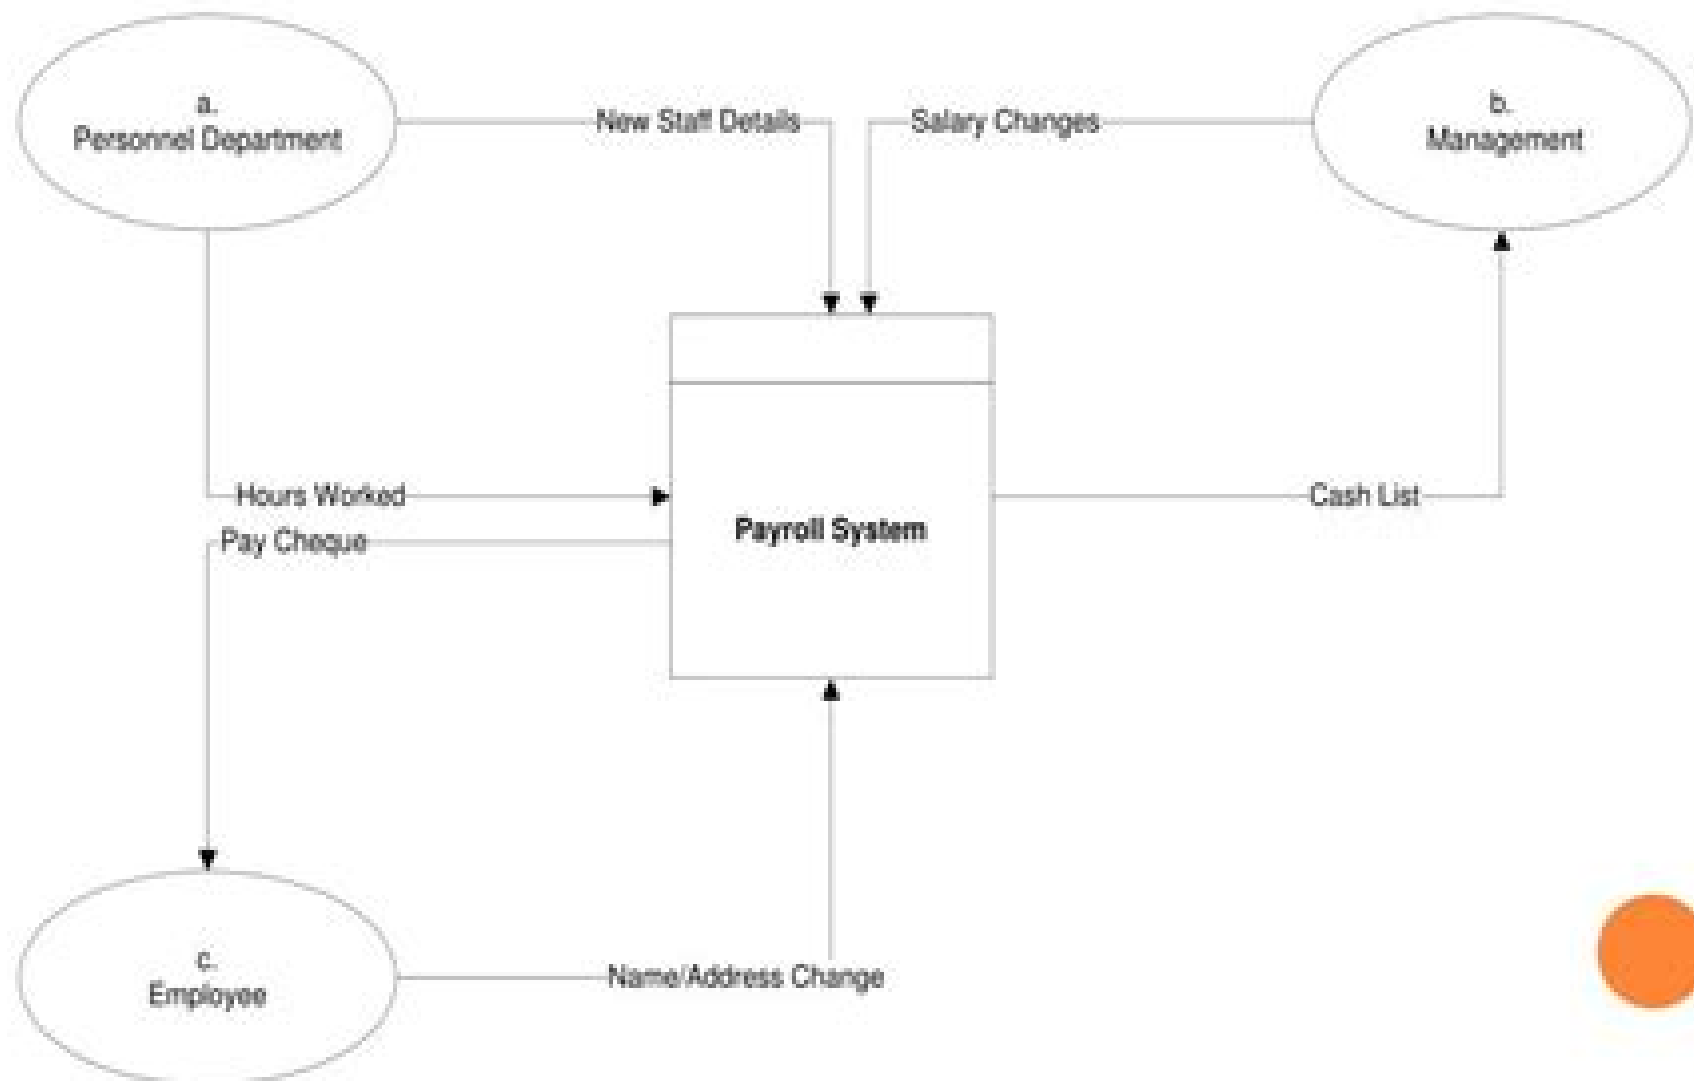 a.
Personnel Department
New Staff Details
Salary Changes
b.
Management
Hours Worked
Pay Cheque
Payroll System
Cash List
c.
Employee
Name/Address Change